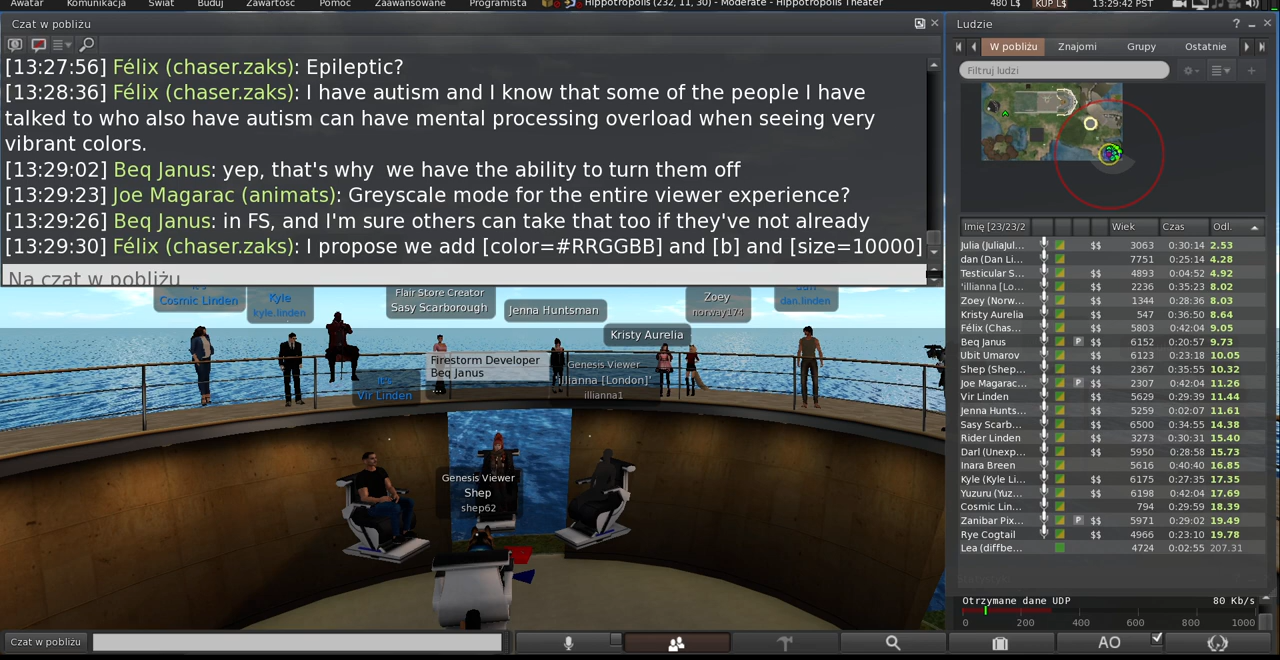 Awatar Komunikacja Świat Buduj Zawartość Pomoc Zaawansowane Programista Hippotropolis (232, 11, 30) - Moderate - Hippotropolis Theater 480 L$ KUP L$ 13:29:42 PST
Czat w pobliżu
[13:27:56] Félix (chaser.zaks): Epileptic?
[13:28:36] Félix (chaser.zaks): I have autism and I know that some of the people I have
talked to who also have autism can have mental processing overload when seeing very
vibrant colors.
[13:29:02] Beq Janus: yep, that's why  we have the ability to turn them off
[13:29:23] Joe Magarac (animats): Greyscale mode for the entire viewer experience?
[13:29:26] Beq Janus: in FS, and I'm sure others can take that too if they've not already
[13:29:30] Félix (chaser.zaks): I propose we add [color=#RRGGBB] and [b] and [size=10000]
Na czat w pobliżu
It's
Cosmic Linden
Kyle
kyle.linden
Flair Store Creator
Sasy Scarborough
Jenna Huntsman
Zoey
norway174
dan.linden
Kristy Aurelia
Firestorm Developer
Beq Janus
It's
Vir Linden
Genesis Viewer
'illianna [London]'
illianna1
Genesis Viewer
Shep
shep62
Ludzie
? _ ×
W pobliżu Znajomi Grupy Ostatnie
Filtruj ludzi
Imię [23/23/2 Wiek Czas Odl.
Julia (JuliaJul... $$ 3063 0:30:14 2.53
dan (Dan Li... 7751 0:25:14 4.28
Testicular S... $$ 4893 0:04:52 4.92
'illianna [Lo... $$ 2236 0:35:23 8.02
Zoey (Norw... $$ 1344 0:28:36 8.03
Kristy Aurelia 547 0:36:50 8.64
Félix (Chas... $$ 5803 0:42:04 9.05
Beq Janus P $$ 6152 0:20:57 9.73
Ubit Umarov $$ 6123 0:23:18 10.05
Shep (Shep... $$ 2367 0:35:55 10.32
Joe Magarac... P $$ 2307 0:42:04 11.26
Vir Linden $$ 5629 0:29:39 11.44
Jenna Hunts... $$ 5259 0:02:07 11.61
Sasy Scarb... $$ 6500 0:34:55 14.38
Rider Linden $$ 3273 0:30:31 15.40
Darl (Unexp... $$ 5950 0:28:58 15.73
Inara Breen 5616 0:40:40 16.85
Kyle (Kyle Li... $$ 6175 0:27:35 17.35
Yuzuru (Yuz... $$ 6198 0:42:04 17.69
Cosmic Lin... 794 0:29:59 18.39
Zanibar Pix... P $$ 5971 0:29:02 19.49
Rye Cogtail $$ 4966 0:23:10 19.78
Lea (diffbe... 4724 0:02:55 207.31
Otrzymane dane UDP 80 Kb/s
0 200 400 600 800 1000
Czat w pobliżu
AO